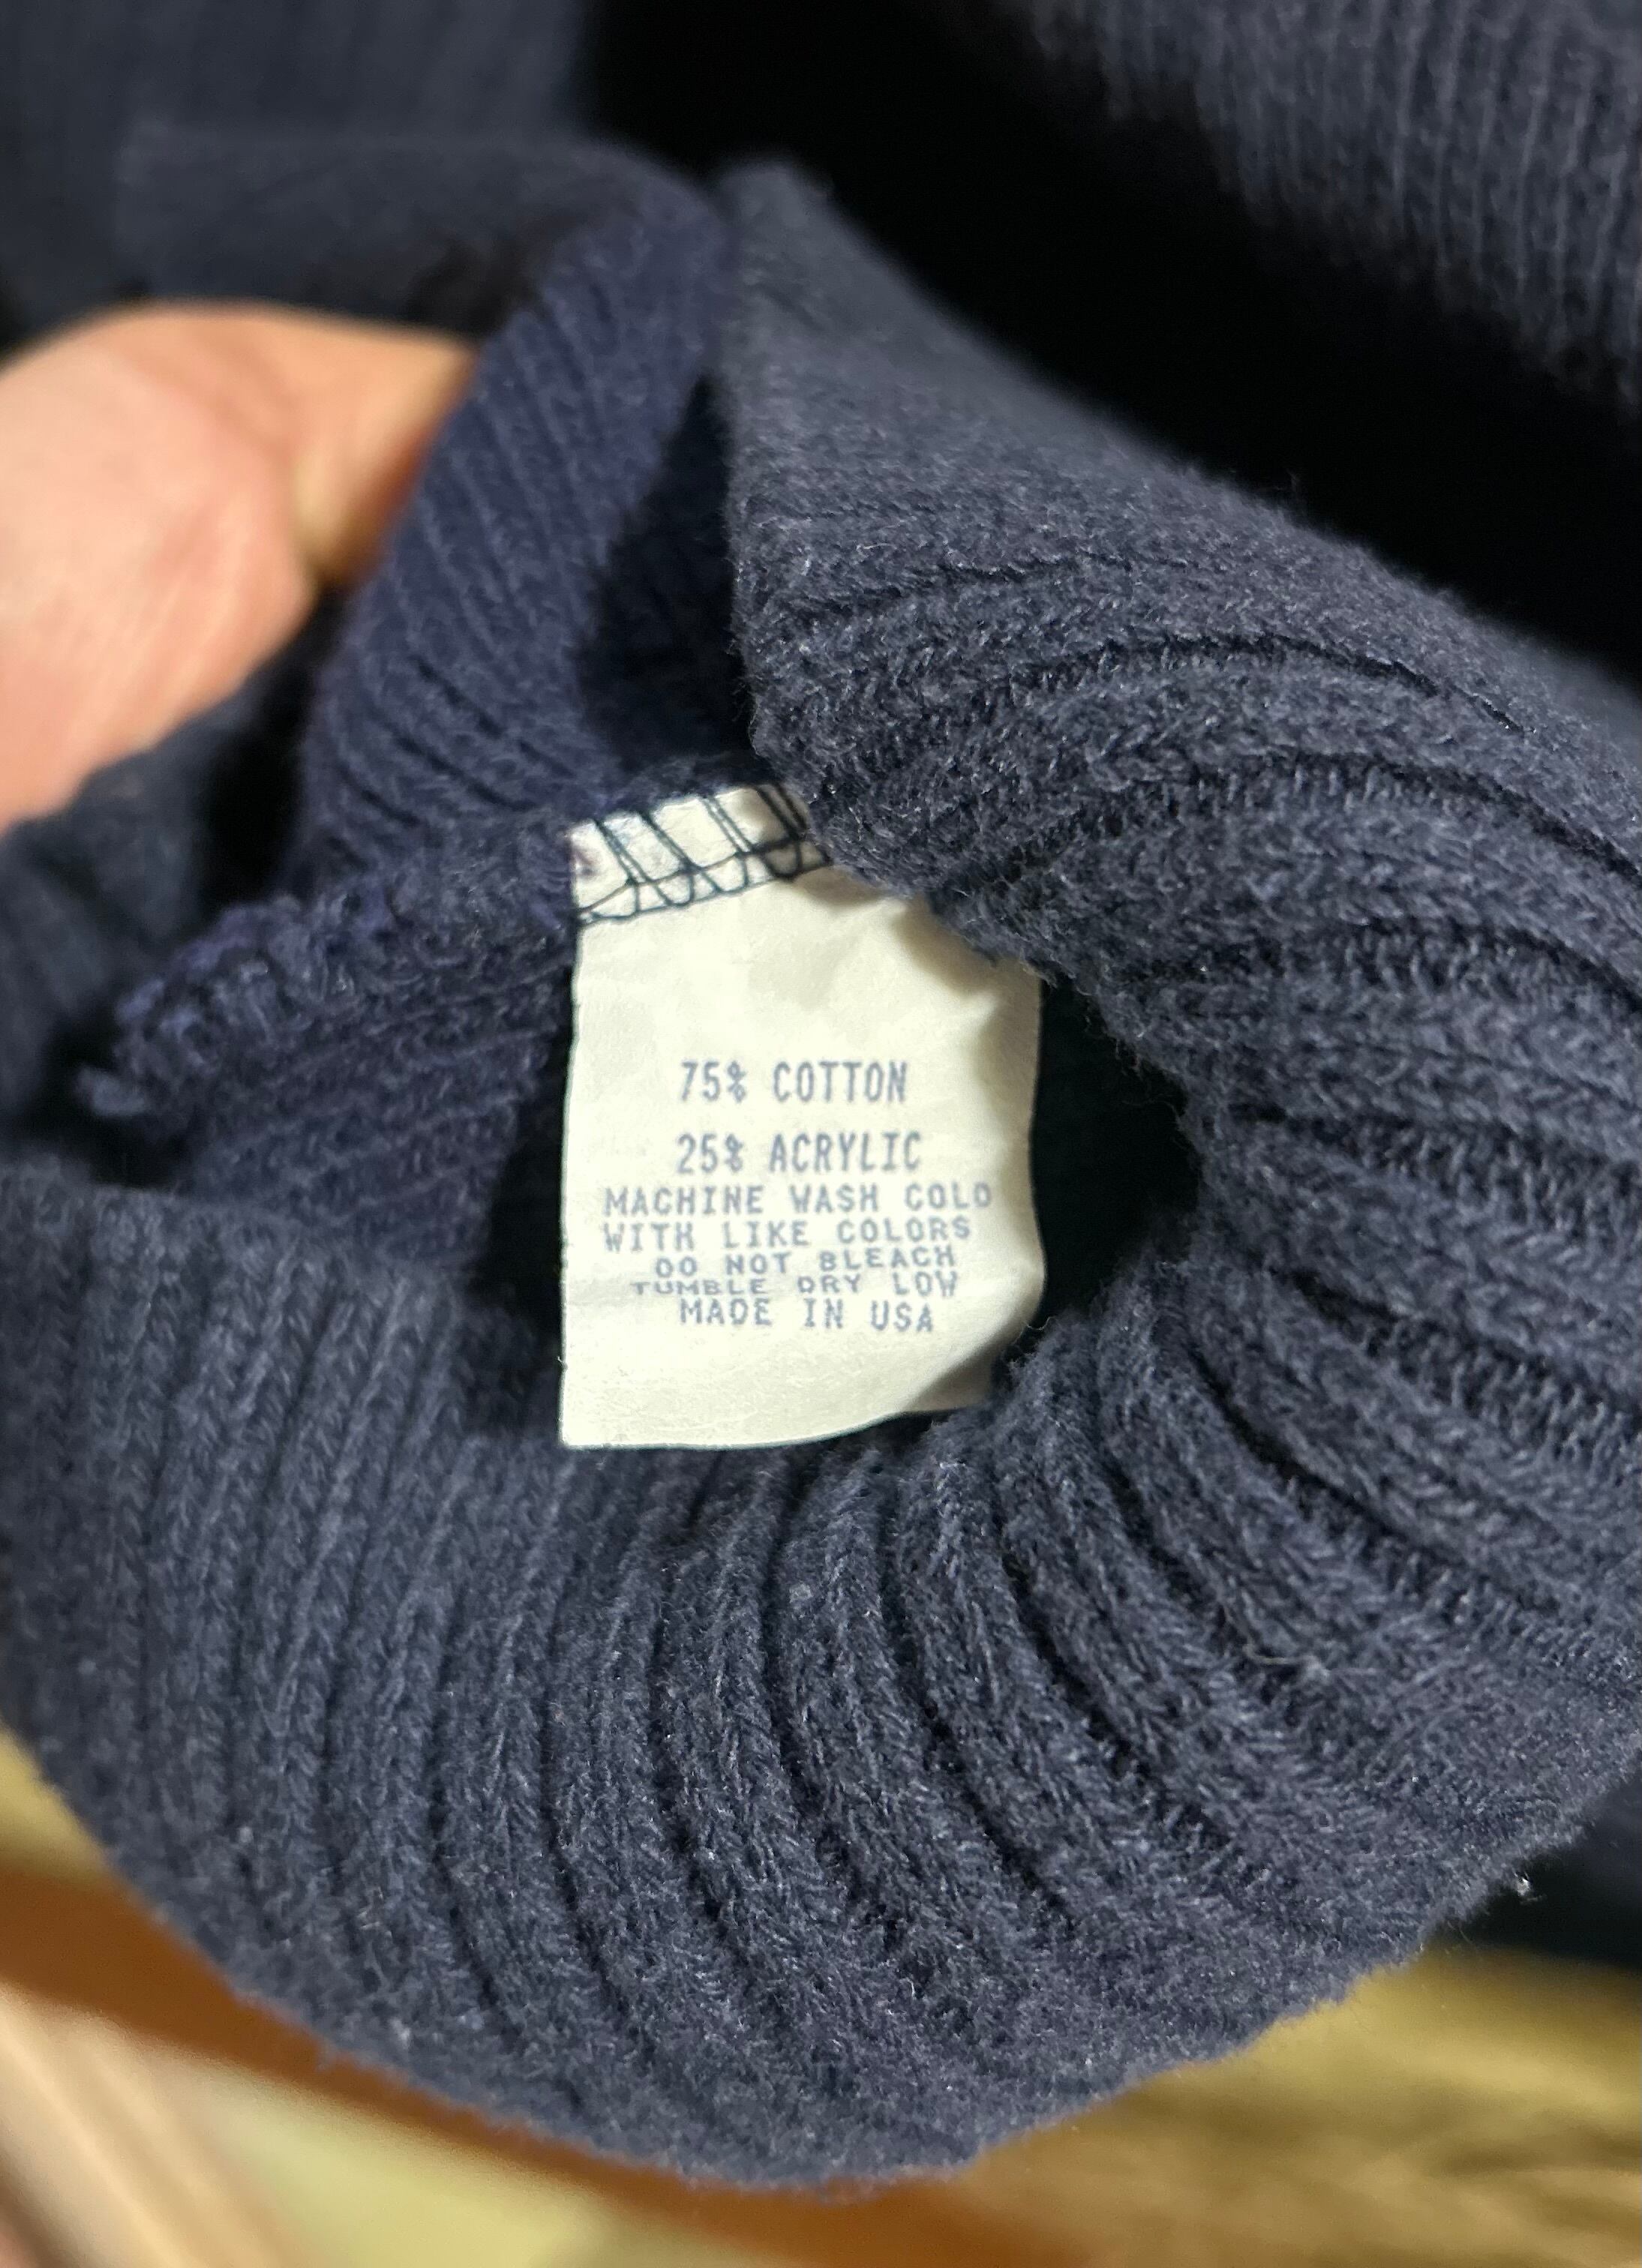 75% COTTON
25% ACRYLIC
MACHINE WASH COLD
WITH LIKE COLORS
DO NOT BLEACH
TUMBLE DRY LOW
MADE IN USA